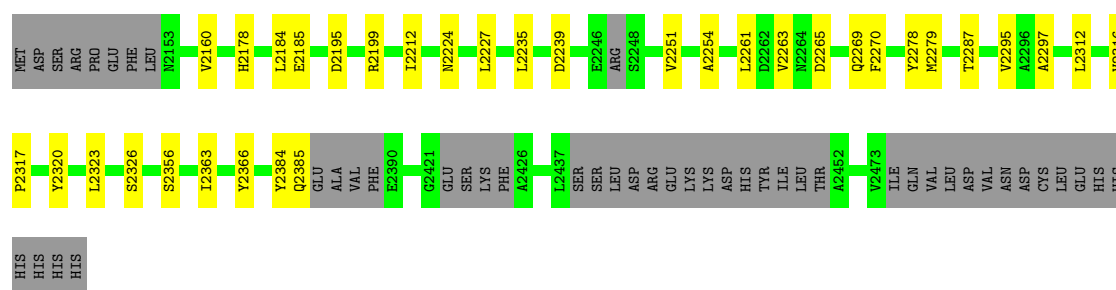 MET ASP SER ARG PRO GLU PHE LEU N2153 V2160 H2178 L2184 E2185 D2195 R2199 I2212 N2224 L2227 L2235 D2239 E2246 ARG S2248 V2251 A2254 L2261 D2262 V2263 N2264 D2265 Q2269 F2270 Y2278 M2279 T2287 V2295 A2296 A2297 L2312
P2317 Y2320 L2323 S2326 S2356 I2363 Y2366 Y2384 Q2385 GLU ALA VAL PHE E2390 G2421 GLU SER LYS PHE A2426 L2437 SER SER LEU ASP ARG GLU LYS LYS ASP HIS TYR ILE LEU THR A2452 V2473 ILE GLN VAL LEU ASP VAL ASN ASP CYS LEU GLU HIS HIS
HIS HIS HIS HIS